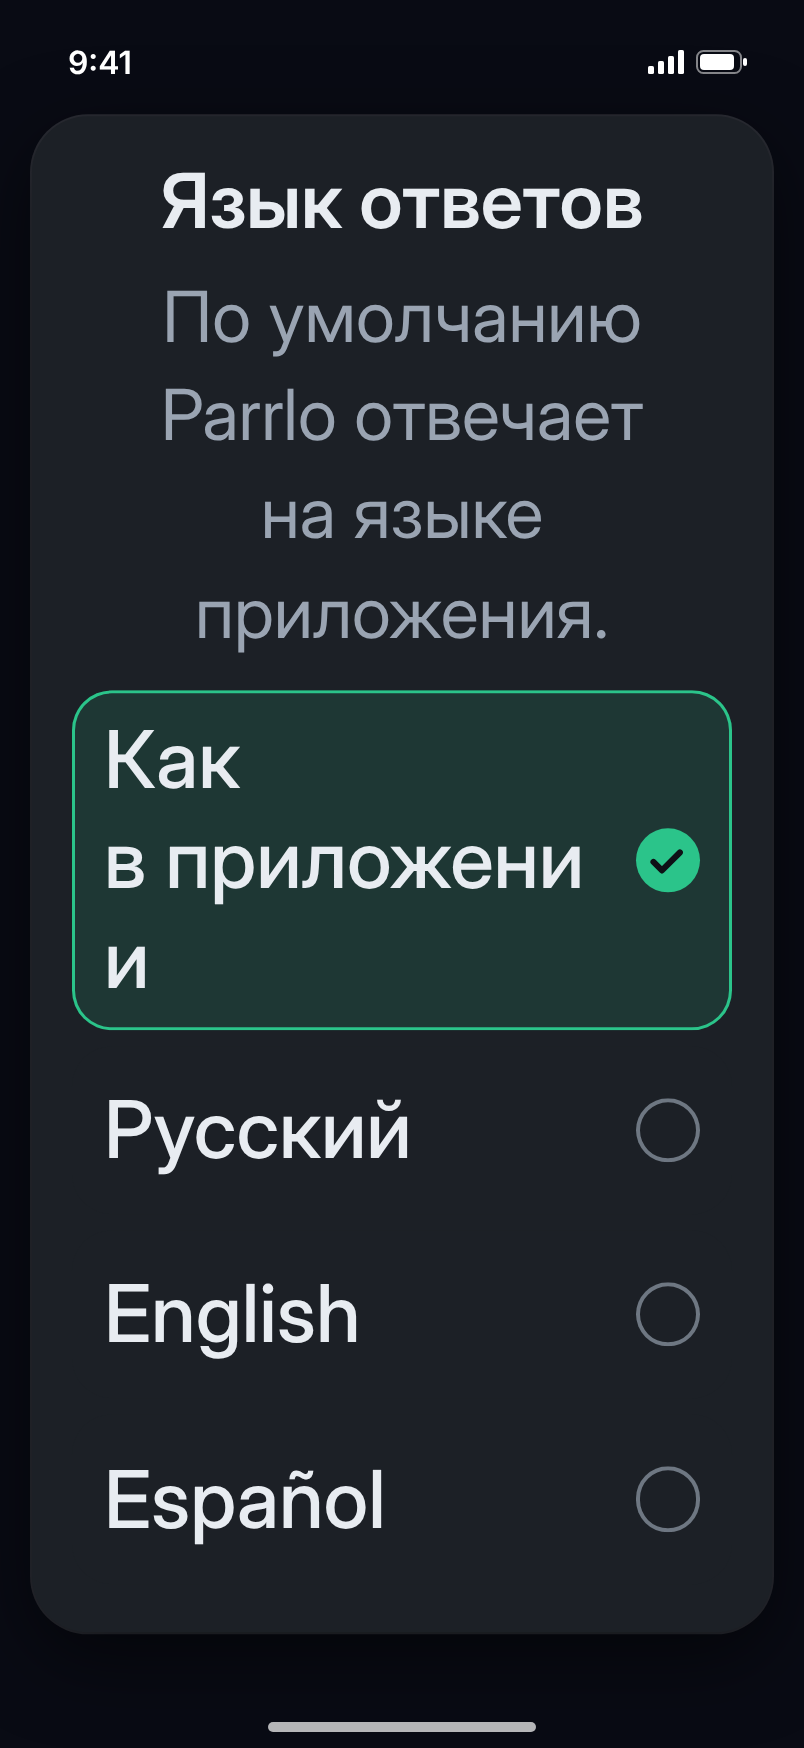 9:41
Язык ответов
По умолчанию
Parrlo отвечает
на языке
приложения.
Как
в приложени
и
Русский
English
Español